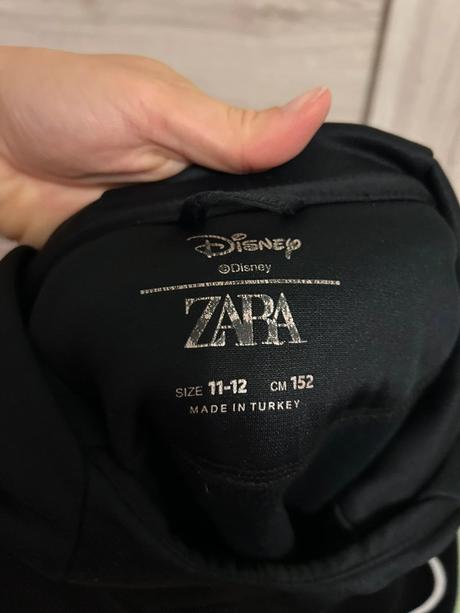 Disney
©Disney
ZARA
SIZE 11-12 CM 152
MADE IN TURKEY